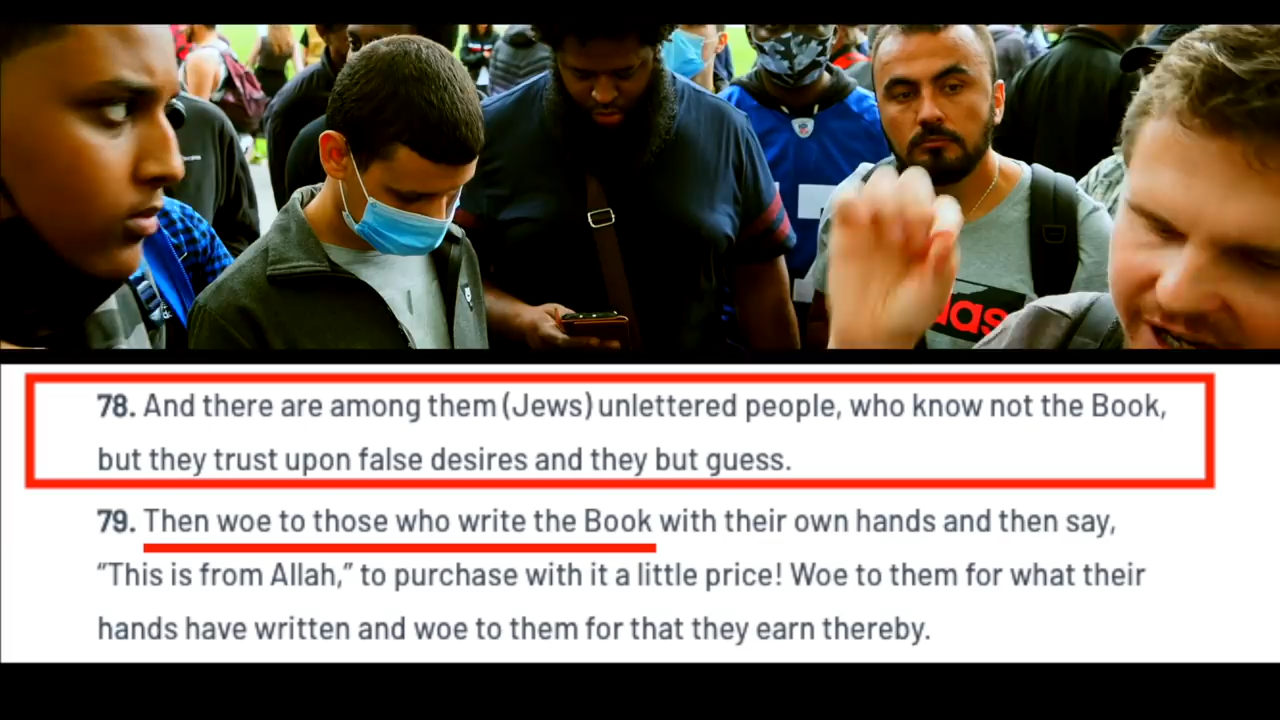 das
78. And there are among them (Jews) unlettered people, who know not the Book,
but they trust upon false desires and they but guess.
79. Then woe to those who write the Book with their own hands and then say,
“This is from Allah,” to purchase with it a little price! Woe to them for what their
hands have written and woe to them for that they earn thereby.